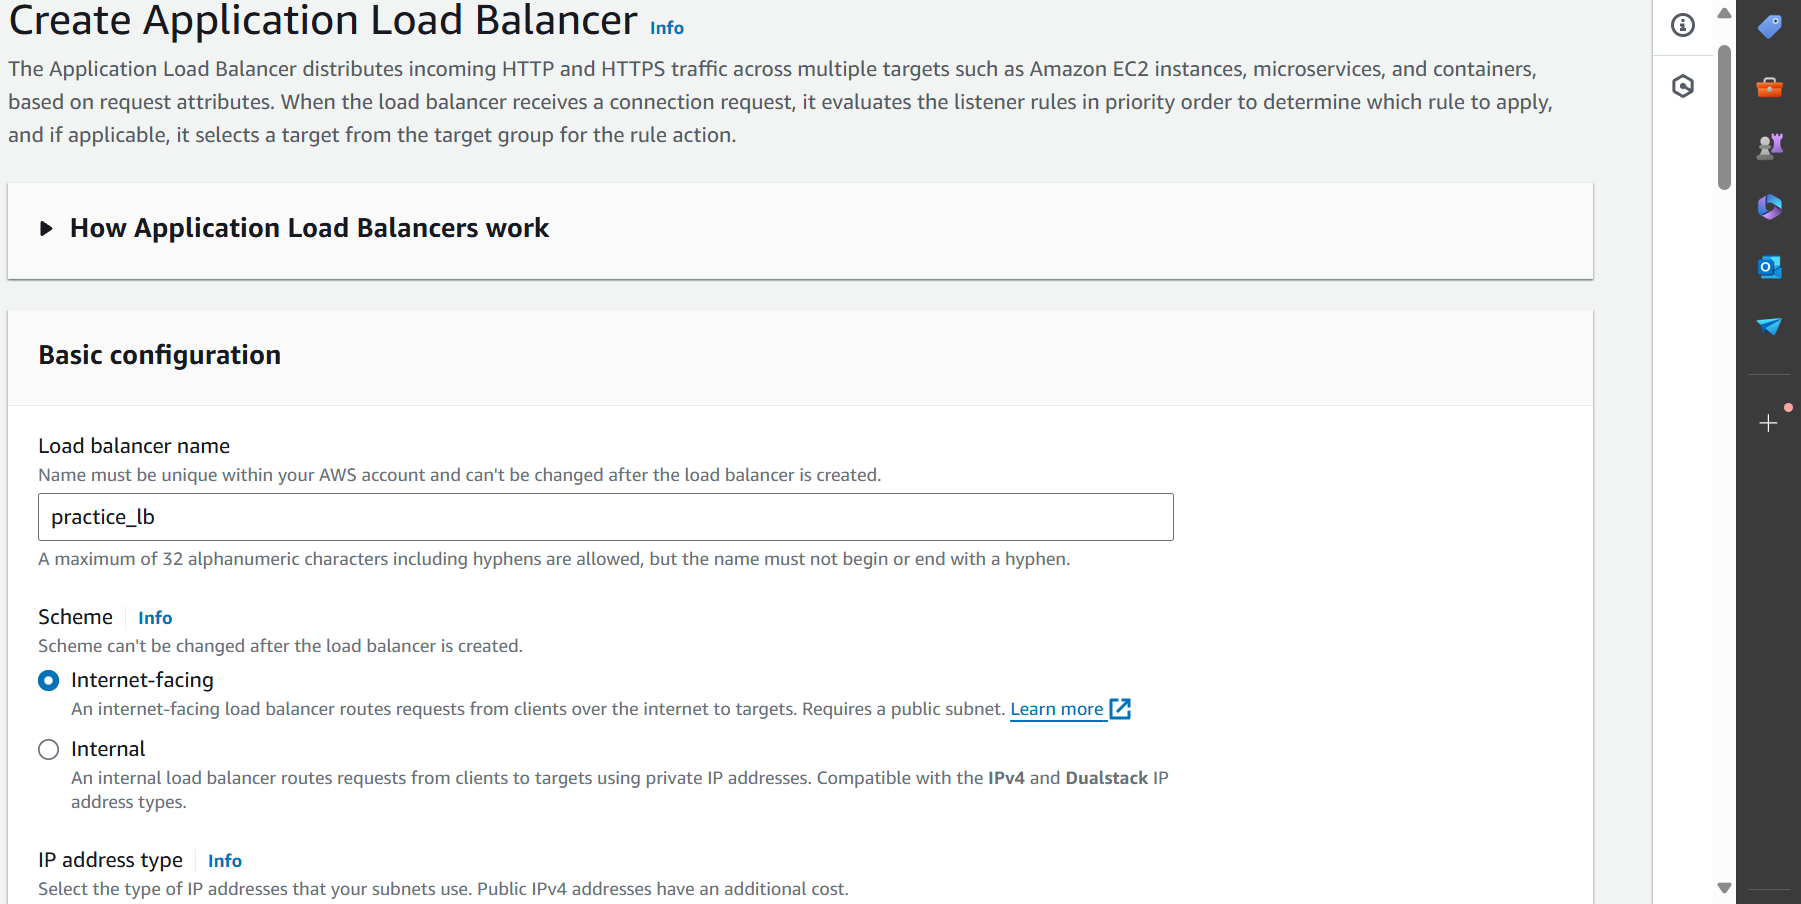 Create Application Load Balancer Info
The Application Load Balancer distributes incoming HTTP and HTTPS traffic across multiple targets such as Amazon EC2 instances, microservices, and containers,
based on request attributes. When the load balancer receives a connection request, it evaluates the listener rules in priority order to determine which rule to apply,
and if applicable, it selects a target from the target group for the rule action.
How Application Load Balancers work
Basic configuration
Load balancer name
Name must be unique within your AWS account and can't be changed after the load balancer is created.
practice_lb
A maximum of 32 alphanumeric characters including hyphens are allowed, but the name must not begin or end with a hyphen.
Scheme Info
Scheme can't be changed after the load balancer is created.
Internet-facing
An internet-facing load balancer routes requests from clients over the internet to targets. Requires a public subnet. Learn more
Internal
An internal load balancer routes requests from clients to targets using private IP addresses. Compatible with the IPv4 and Dualstack IP
address types.
IP address type Info
Select the type of IP addresses that your subnets use. Public IPv4 addresses have an additional cost.